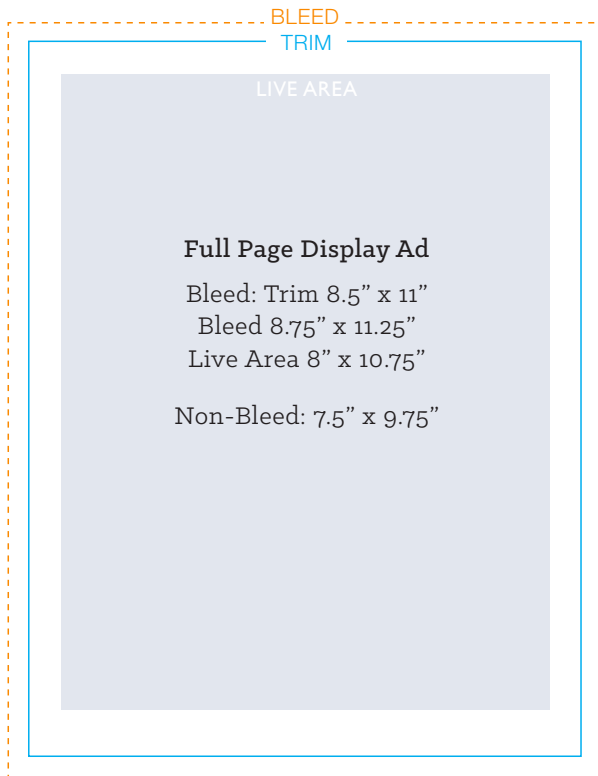 BLEED
TRIM
LIVE AREA
Full Page Display Ad
Bleed: Trim 8.5” x 11”
Bleed 8.75” x 11.25”
Live Area 8” x 10.75”
Non-Bleed: 7.5” x 9.75”